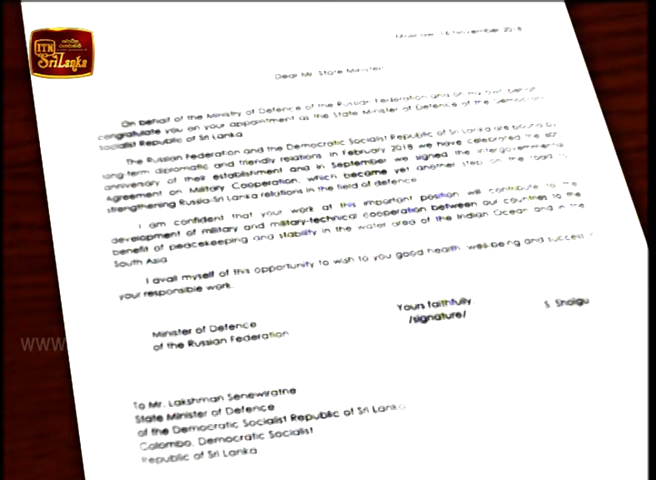 ITN
Sri Lanka
Moscow, 16 November 2018
Dear Mr. State Minister!
On behalf of the Ministry of Defence of the Russian Federation and on my own behalf
congratulate you on your appointment as the State Minister of Defence of the Democratic
Socialist Republic of Sri Lanka
The Russian Federation and the Democratic Socialist Republic of Sri Lanka are bound by
long-term diplomatic and friendly relations in February 2018 we have celebrated the
anniversary of their establishment and in September we signed the Intergovernmental
Agreement on Military Cooperation, which became yet another step on the road to
strengthening Russia-Sri Lanka relations in the field of defence.
I am confident that your work at this important position will contribute to the
development of military and military-technical cooperation between our countries to the
benefit of peacekeeping and stability in the water area of the Indian Ocean and in the
South Asia.
I avail myself of this opportunity to wish to you good health, well-being and success in
your responsible work.
Yours faithfully
Minister of Defence /signature/ S. Shoigu
of the Russian Federation
WWW
To Mr. Lakshman Senewiratne
State Minister of Defence
of the Democratic Socialist Republic of Sri Lanka
Colombo, Democratic Socialist
Republic of Sri Lanka